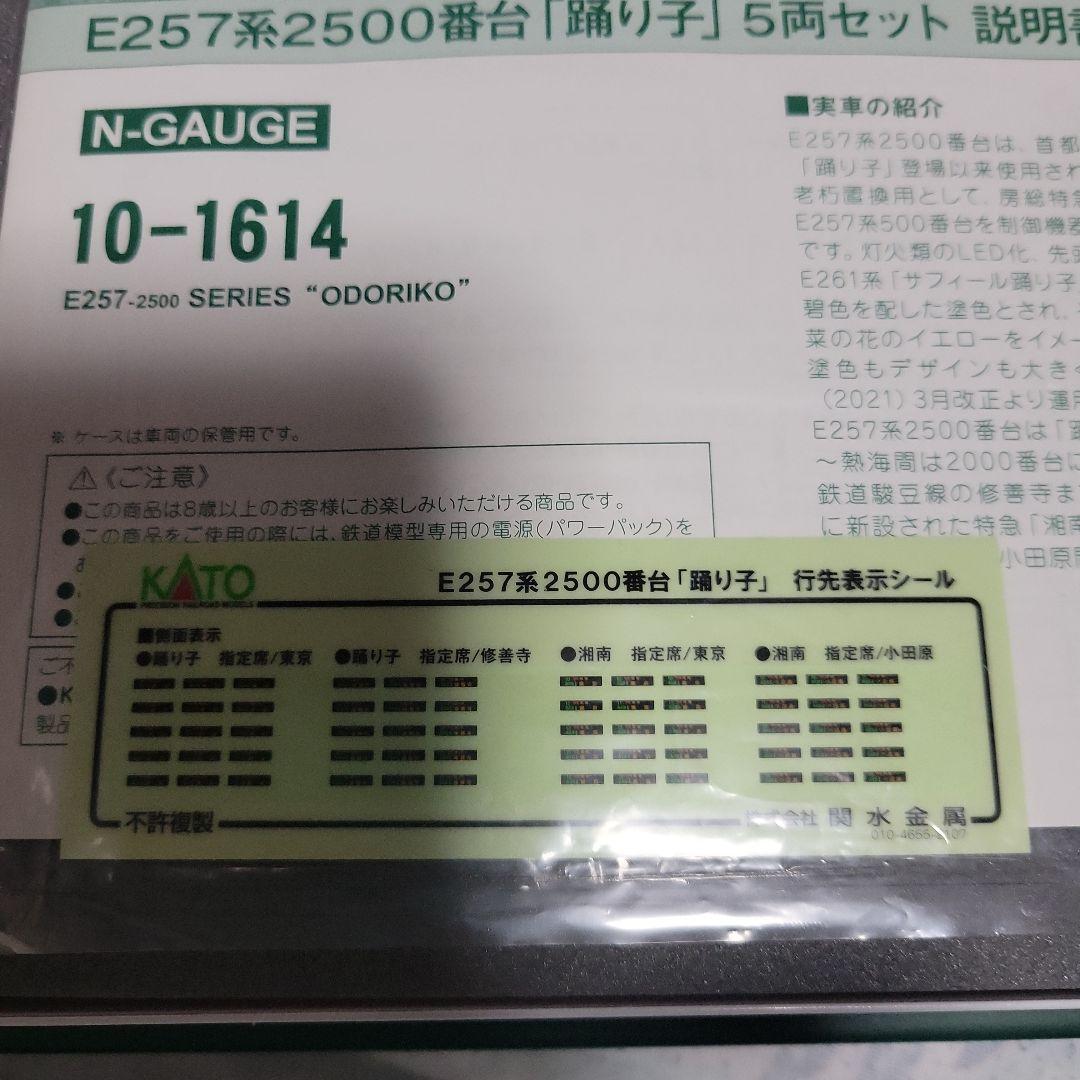 E257系2500番台「踊り子」5両セット 説明書
N-GAUGE
10-1614
E257-2500 SERIES “ODORIKO”
※ ケースは車両の保管用です。
⚠《ご注意》
●この商品は8歳以上のお客様にお楽しみいただける商品です。
●この商品をご使用の際には、鉄道模型専用の電源(パワーパック)を
●
●
ご不
●K
製品
■実車の紹介
E257系2500番台は、首都
「踊り子」登場以来使用され
老朽置換用として、房総特急
E257系500番台を制御機器
です。灯火類のLED化、先頭
E261系「サフィール踊り子
碧色を配した塗色とされ、
菜の花のイエローをイメー
塗色もデザインも大き
(2021)3月改正より運用
E257系2500番台は「踊
～熱海間は2000番台に
鉄道駿豆線の修善寺ま
に新設された特急「湘南
小田原間
KATO
PRECISION RAILROAD MODELS
E257系2500番台「踊り子」 行先表示シール
■側面表示
●踊り子 指定席/東京 ●踊り子 指定席/修善寺 ●湘南 指定席/東京 ●湘南 指定席/小田原
不許複製
株式会社 関水金属